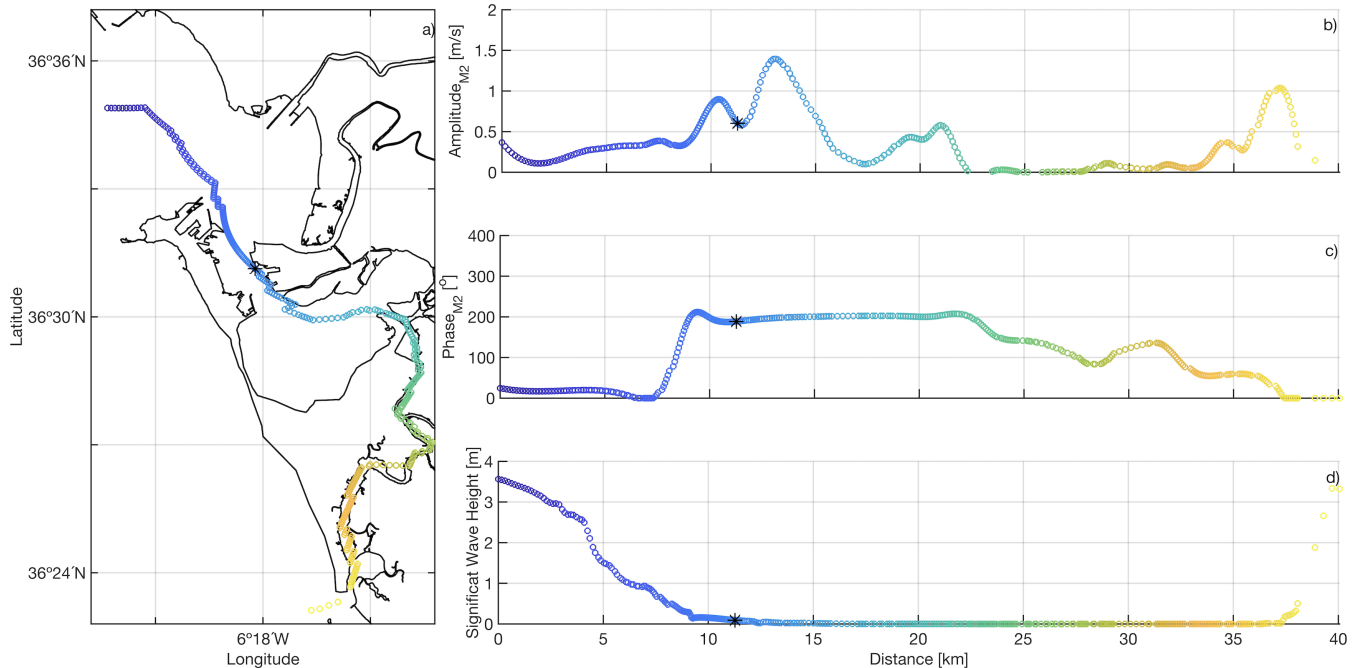 a)
36º36´N
36º30´N
36º24´N
Latitude
6º18´W
Longitude
b)
2
1.5
1
0.5
0
Amplitude_M2 [m/s]
c)
400
300
200
100
0
Phase_M2 [º]
d)
4
3
2
1
0
Significat Wave Height [m]
0 5 10 15 20 25 30 35 40
Distance [km]